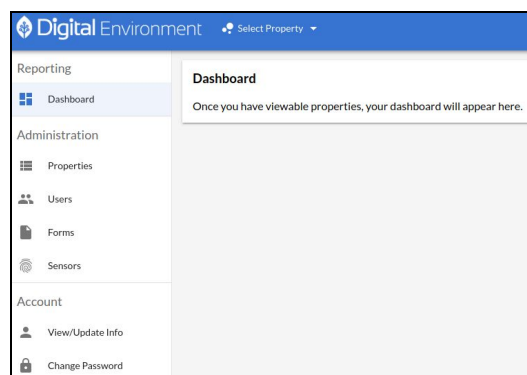 Digital Environment
Select Property
Reporting
Dashboard
Administration
Properties
Users
Forms
Sensors
Account
View/Update Info
Change Password
Dashboard
Once you have viewable properties, your dashboard will appear here.